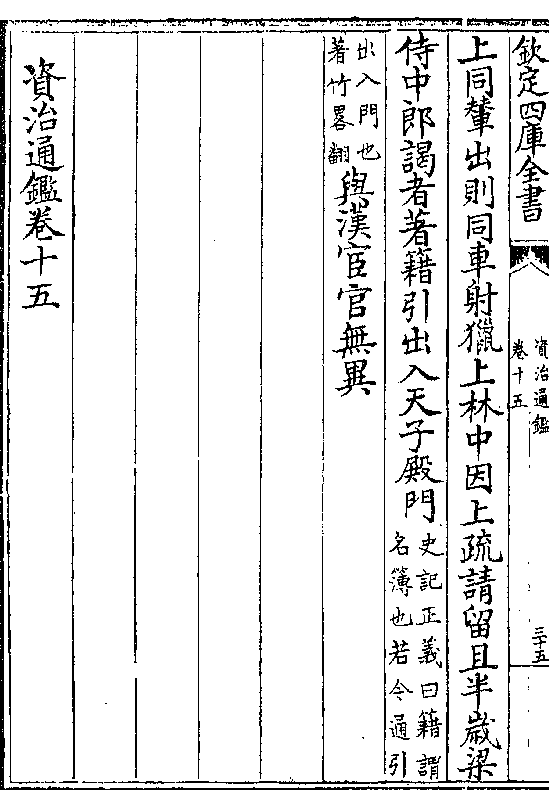 欽定四庫全書
資治通鑑
卷十五
三十五
上同輦出則同車射獵上林中因上疏請留且半歲梁
侍中郎謁者著籍引出入天子殿門
史記正義曰籍謂
名簿也若令通引
出入門也
著竹畧翻
與漢宦官無異
資治通鑑卷十五